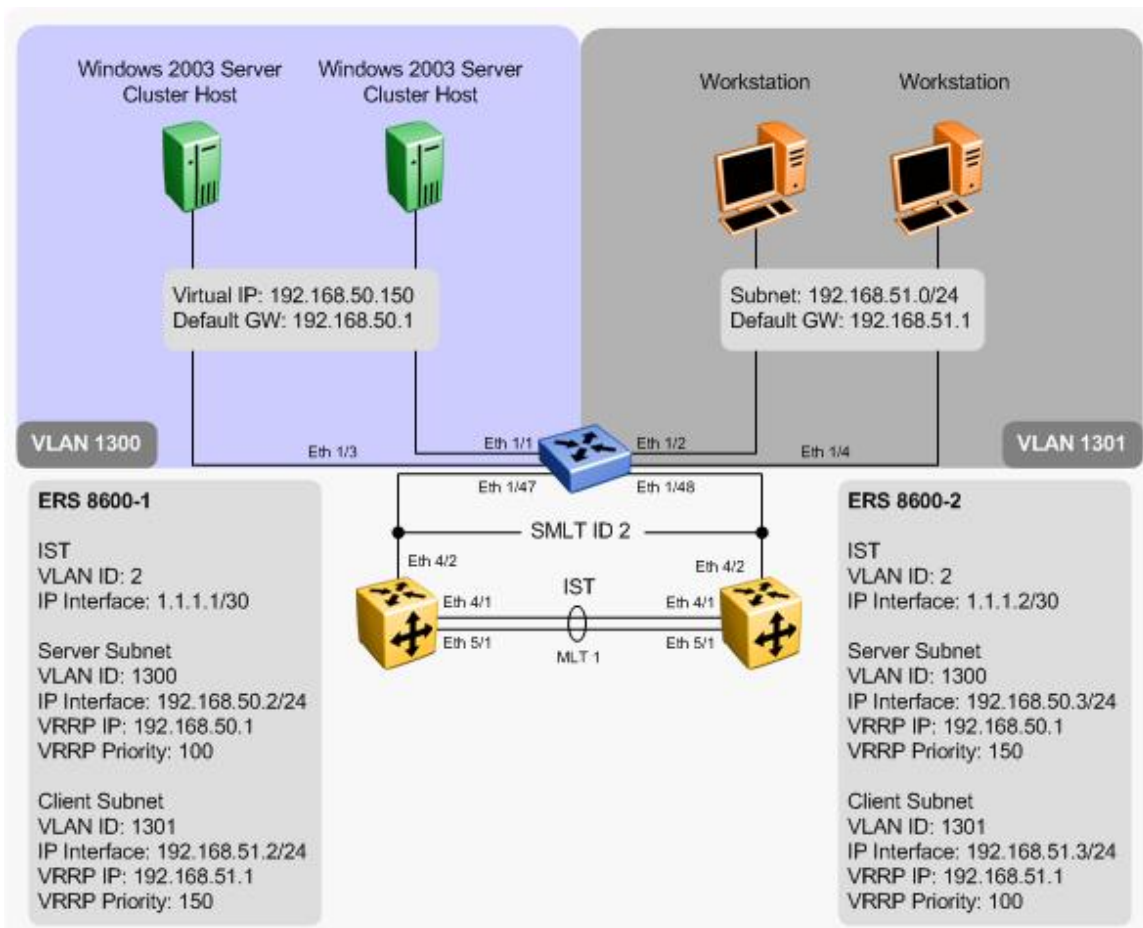 Windows 2003 Server
Cluster Host
Windows 2003 Server
Cluster Host
Workstation
Workstation
Virtual IP: 192.168.50.150
Default GW: 192.168.50.1
Subnet: 192.168.51.0/24
Default GW: 192.168.51.1
VLAN 1300
VLAN 1301
Eth 1/3
Eth 1/1
Eth 1/2
Eth 1/4
Eth 1/47
Eth 1/48
SMLT ID 2
Eth 4/2
Eth 4/2
IST
Eth 4/1
Eth 4/1
Eth 5/1
Eth 5/1
MLT 1
ERS 8600-1
IST
VLAN ID: 2
IP Interface: 1.1.1.1/30
Server Subnet
VLAN ID: 1300
IP Interface: 192.168.50.2/24
VRRP IP: 192.168.50.1
VRRP Priority: 100
Client Subnet
VLAN ID: 1301
IP Interface: 192.168.51.2/24
VRRP IP: 192.168.51.1
VRRP Priority: 150
ERS 8600-2
IST
VLAN ID: 2
IP Interface: 1.1.1.2/30
Server Subnet
VLAN ID: 1300
IP Interface: 192.168.50.3/24
VRRP IP: 192.168.50.1
VRRP Priority: 150
Client Subnet
VLAN ID: 1301
IP Interface: 192.168.51.3/24
VRRP IP: 192.168.51.1
VRRP Priority: 100